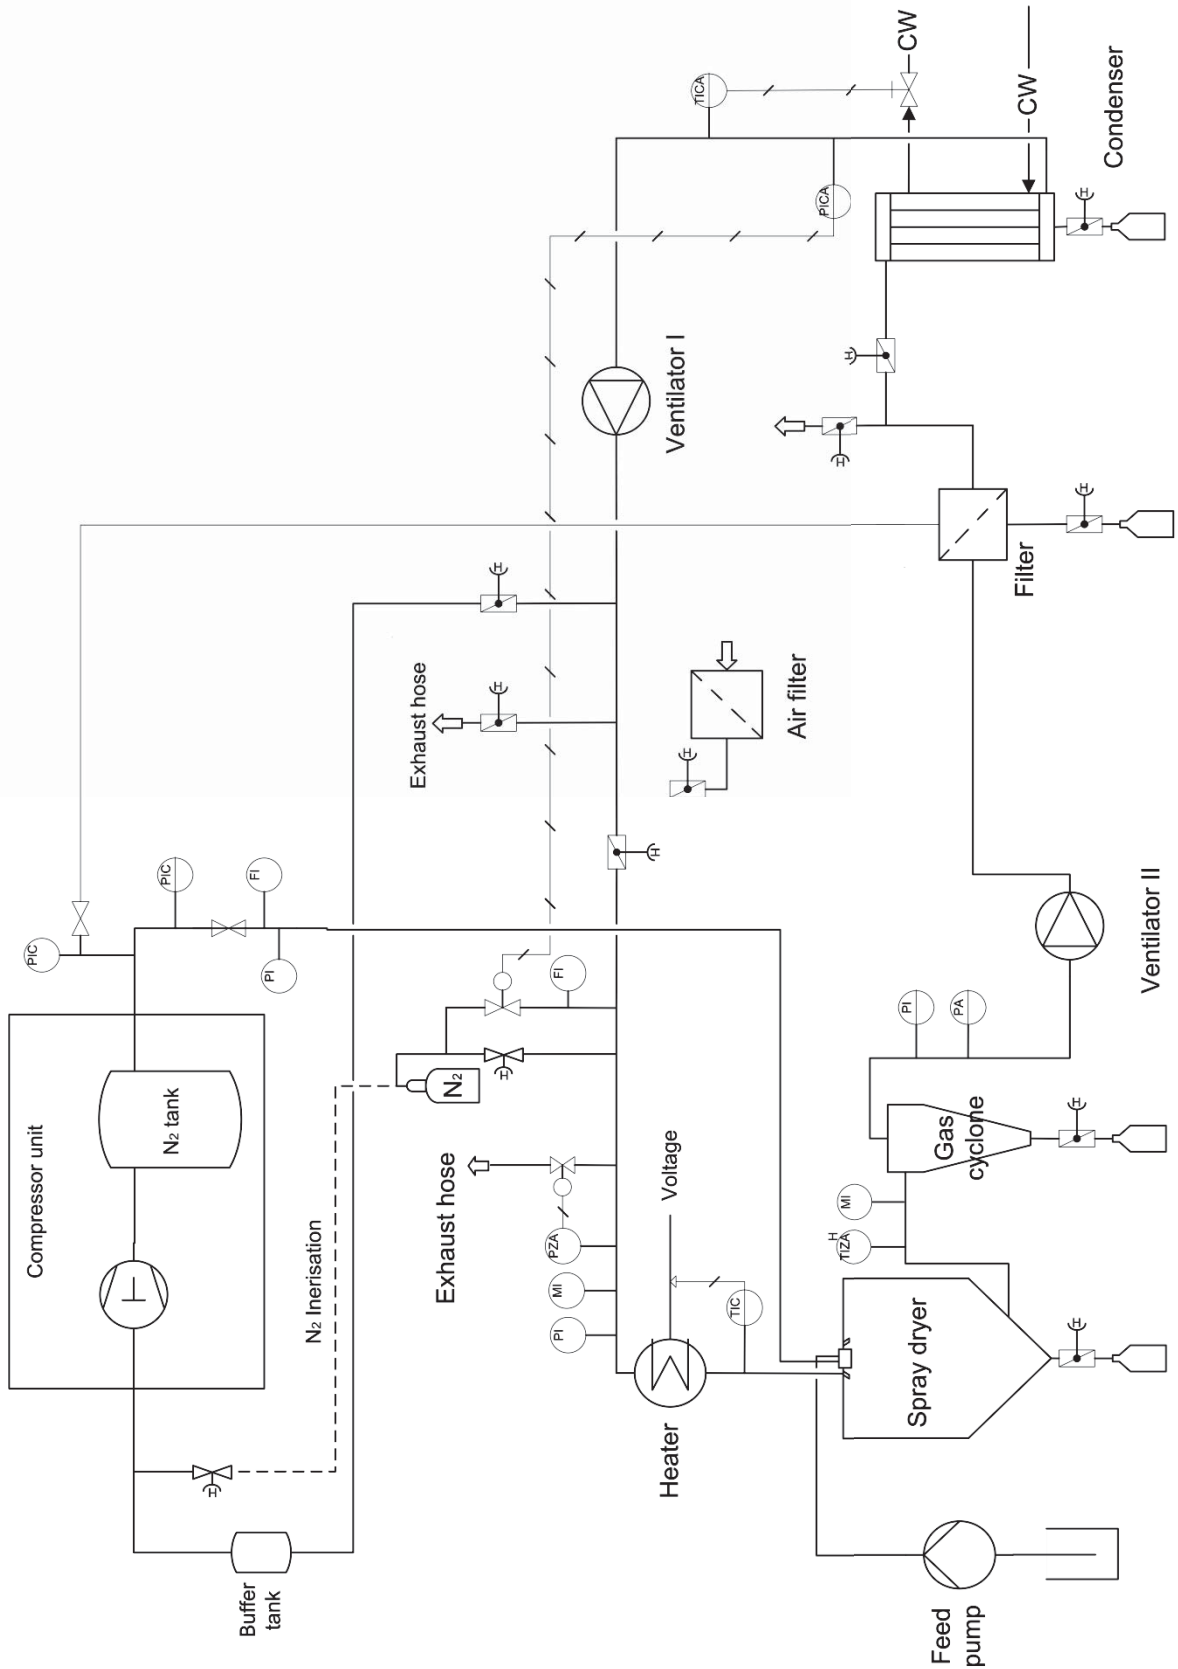 Compressor unit
PIC
N₂ tank
PIC
H
PI
FI
Buffer
tank
N₂ Inerisation
Exhaust hose
Exhaust hose
N₂
H
H
H
PI
MI
PZA
FI
H
Heater
Voltage
Ventilator I
H
TICA
TIC
Air filter
PICA
H
H
TIZA
H
MI
H
PI
CW
Spray dryer
Gas
cyclone
PA
Feed
pump
Filter
CW
H
H
H
H
Condenser
Ventilator II